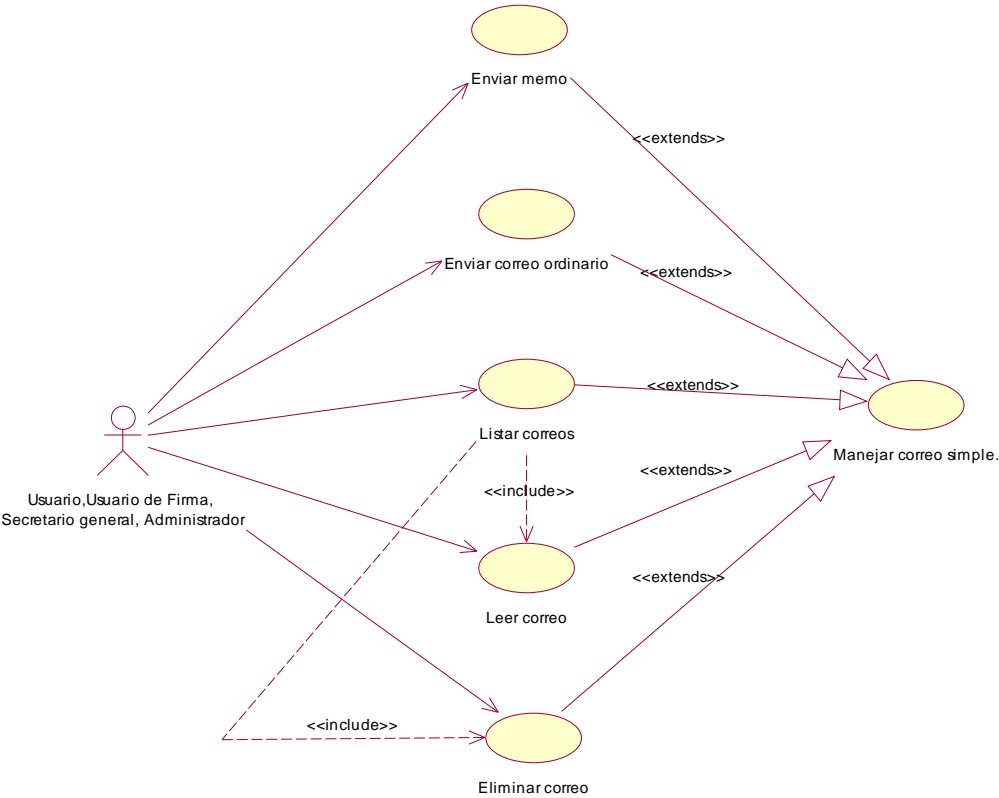 Enviar memo
<<extends>>
Enviar correo ordinario
<<extends>>
<<extends>>
Listar correos
Manejar correo simple.
<<extends>>
<<include>>
Usuario,Usuario de Firma,
Secretario general, Administrador
<<extends>>
Leer correo
<<include>>
Eliminar correo